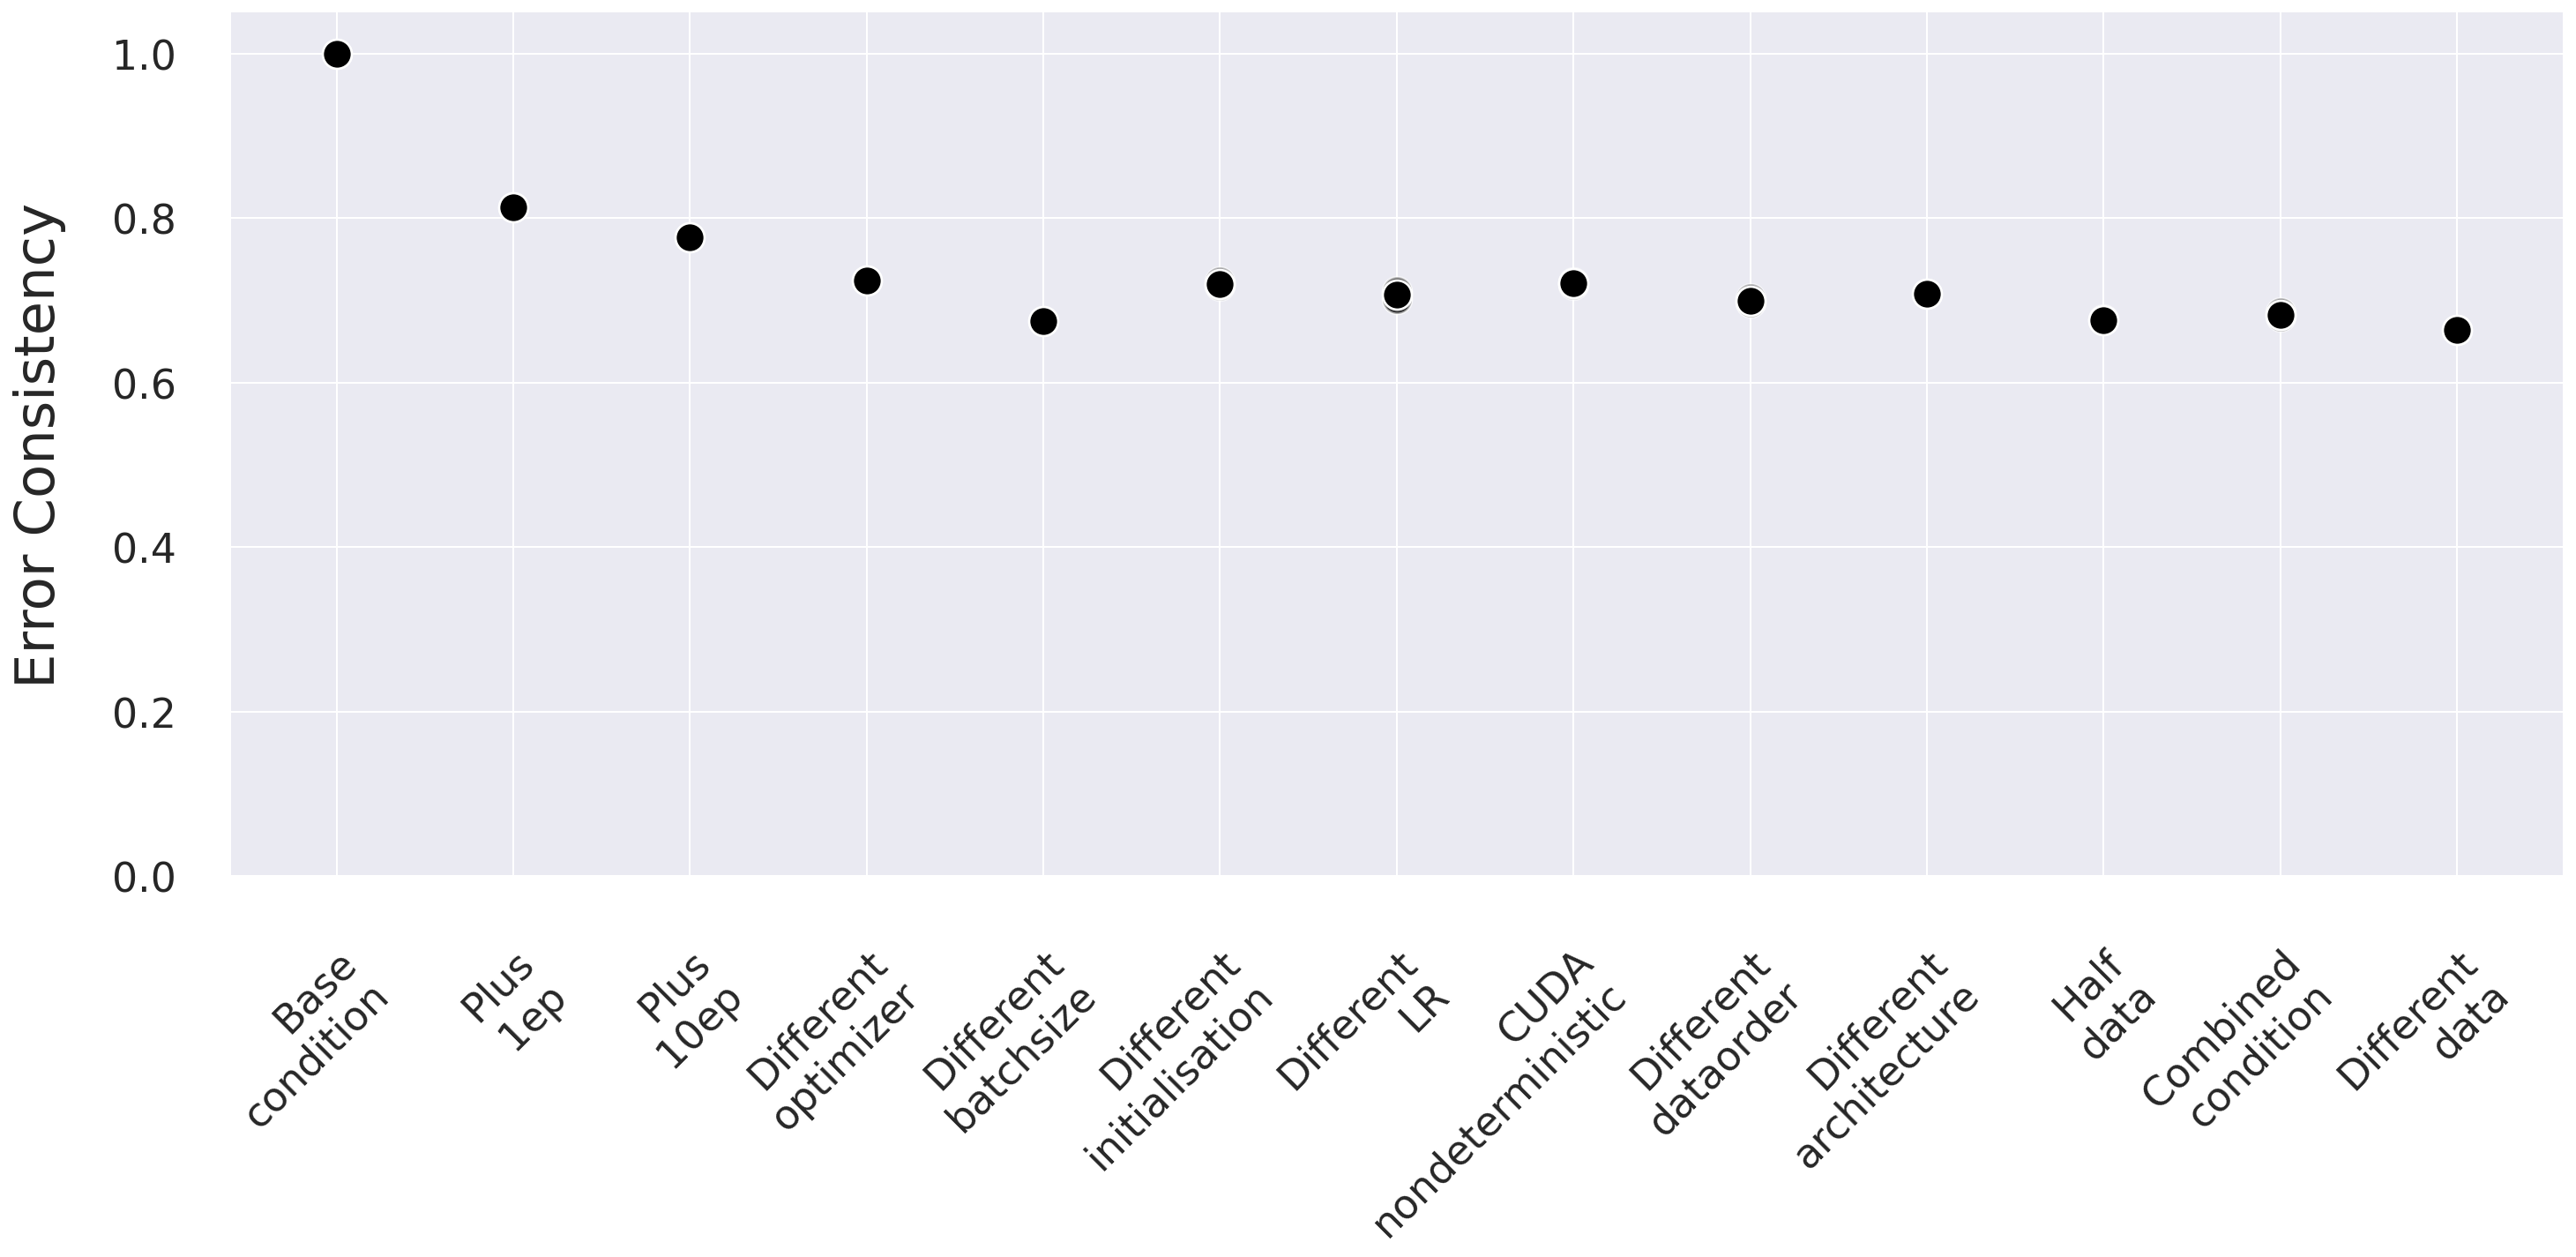 Error Consistency
1.0
0.8
0.6
0.4
0.2
0.0
Base
condition
Plus
1ep
Plus
10ep
Different
optimizer
Different
batchsize
Different
initialisation
Different
LR
CUDA
nondeterministic
Different
dataorder
Different
architecture
Half
data
Combined
condition
Different
data